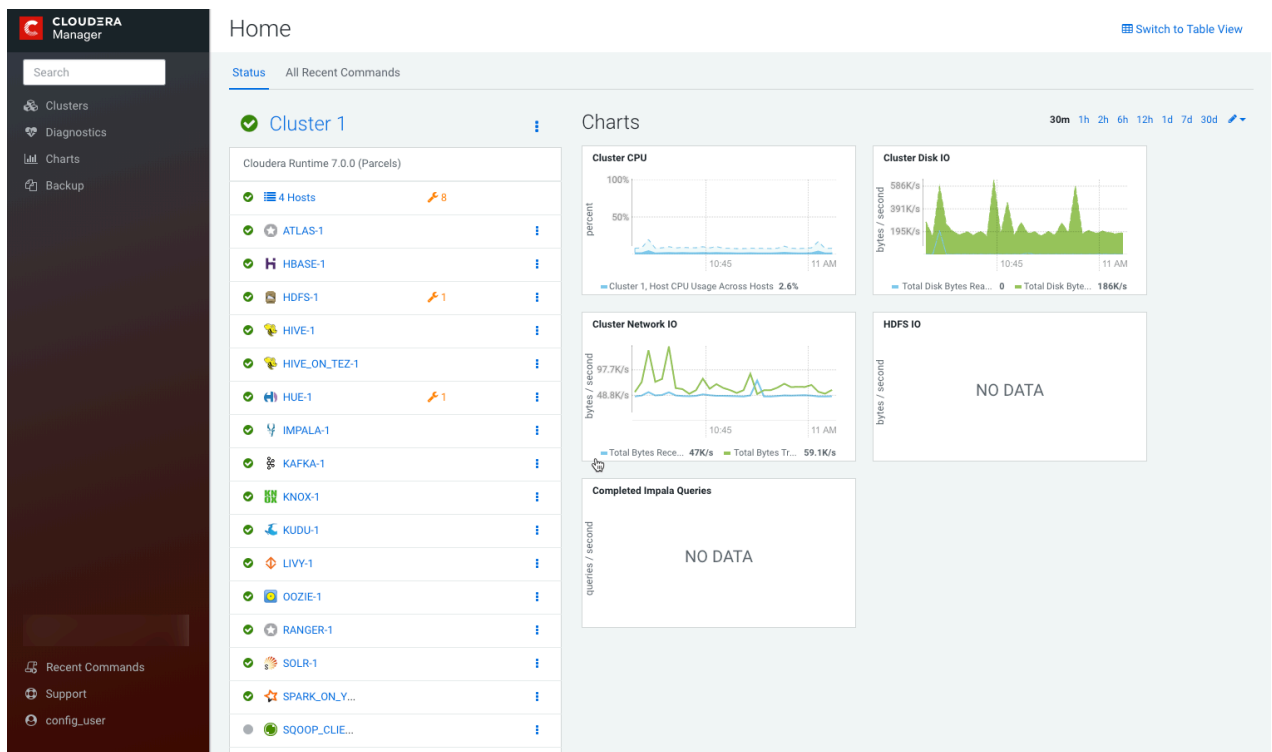 CLOUDERA
Manager
Search
Clusters
Diagnostics
Charts
Backup
Recent Commands
Support
config_user
Home
Switch to Table View
Status
All Recent Commands
Cluster 1
Cloudera Runtime 7.0.0 (Parcels)
4 Hosts 8
ATLAS-1
HBASE-1
HDFS-1 1
HIVE-1
HIVE_ON_TEZ-1
HUE-1 1
IMPALA-1
KAFKA-1
KNOX-1
KUDU-1
LIVY-1
OOZIE-1
RANGER-1
SOLR-1
SPARK_ON_Y...
SQOOP_CLIE...
Charts
30m 1h 2h 6h 12h 1d 7d 30d
Cluster CPU
percent
100%
50%
10:45 11 AM
Cluster 1, Host CPU Usage Across Hosts 2.6%
Cluster Disk IO
bytes / second
586K/s
391K/s
195K/s
10:45 11 AM
Total Disk Bytes Rea... 0 Total Disk Byte... 186K/s
Cluster Network IO
bytes / second
97.7K/s
48.8K/s
10:45 11 AM
Total Bytes Rece... 47K/s Total Bytes Tr... 59.1K/s
HDFS IO
bytes / second
NO DATA
Completed Impala Queries
queries / second
NO DATA